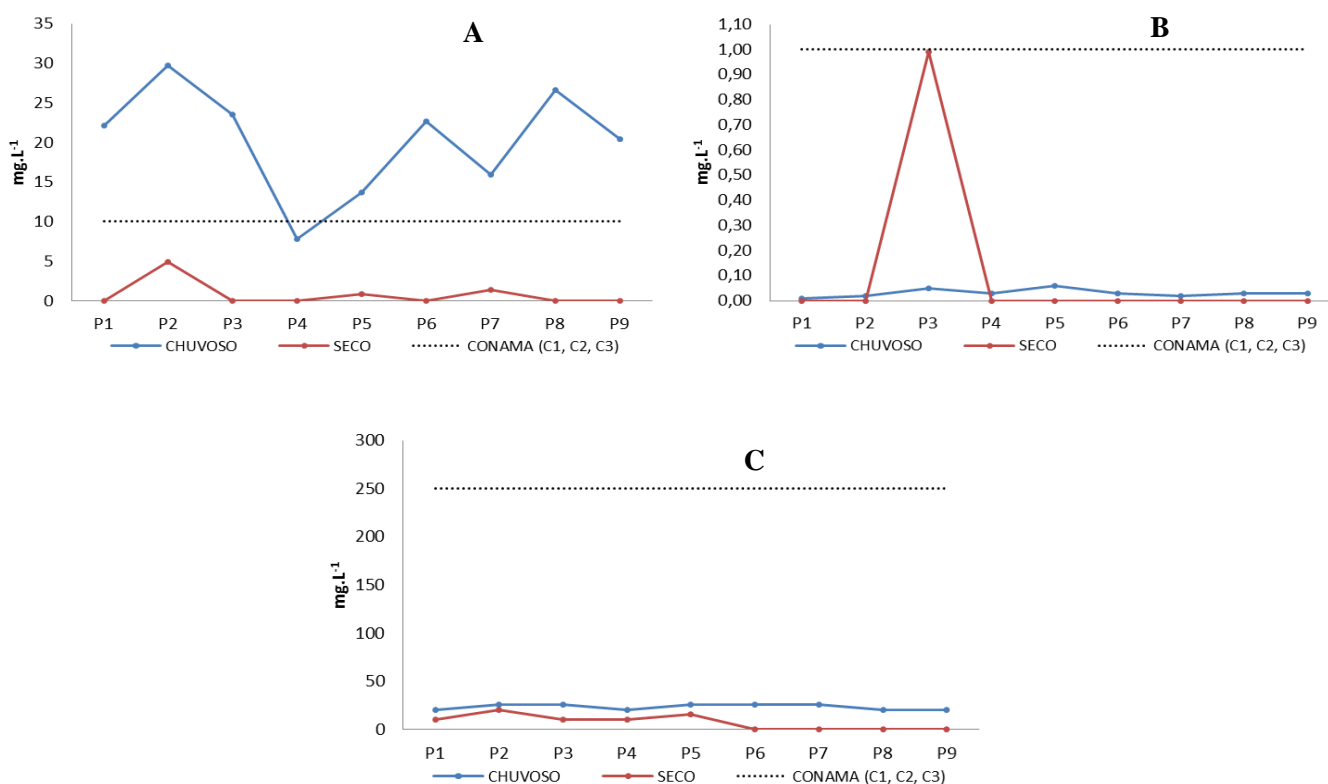 A
mg.L-1
35
30
25
20
15
10
5
0
P1 P2 P3 P4 P5 P6 P7 P8 P9
CHUVOSO SECO CONAMA (C1, C2, C3)
B
mg.L-1
1,10
1,00
0,90
0,80
0,70
0,60
0,50
0,40
0,30
0,20
0,10
0,00
P1 P2 P3 P4 P5 P6 P7 P8 P9
CHUVOSO SECO CONAMA (C1, C2, C3)
C
mg.L-1
300
250
200
150
100
50
0
P1 P2 P3 P4 P5 P6 P7 P8 P9
CHUVOSO SECO CONAMA (C1, C2, C3)